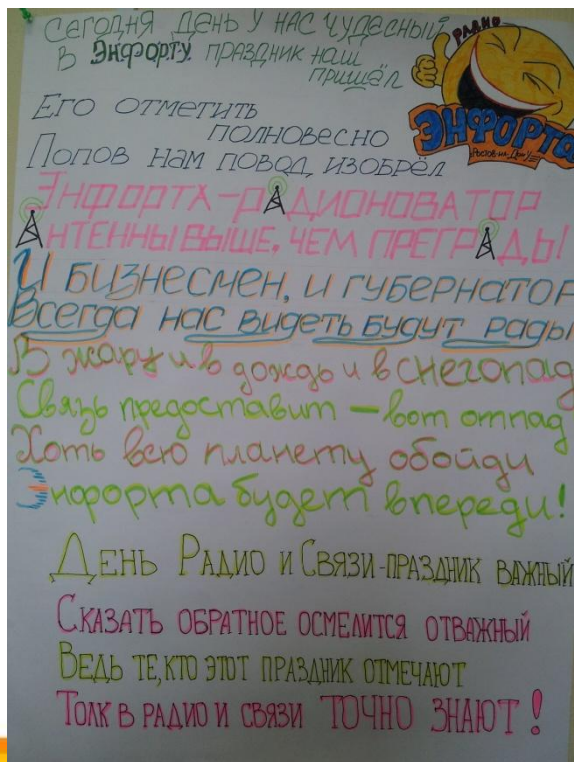 Сегодня день у нас чудесный
В Энфорту праздник наш
пришёл
РАДИО
ЭНФОРТА
Ростов-на-Дону
Его отметить
полновесно
Попов нам повод изобрёл
Энфорта-радионоватор
Антенны выше, чем преграды!
И бизнесмен, и губернатор
Всегда нас видеть будут рады
В жару и в дождь и в снегопад
Связь предоставит - вот отпад
Хоть всю планету обойди
Энфорта будет впереди!
День Радио и Связи-праздник важный
Сказать обратное осмелится отважный
Ведь те, кто этот праздник отмечают
Толк в радио и связи ТОЧНО ЗНАЮТ!